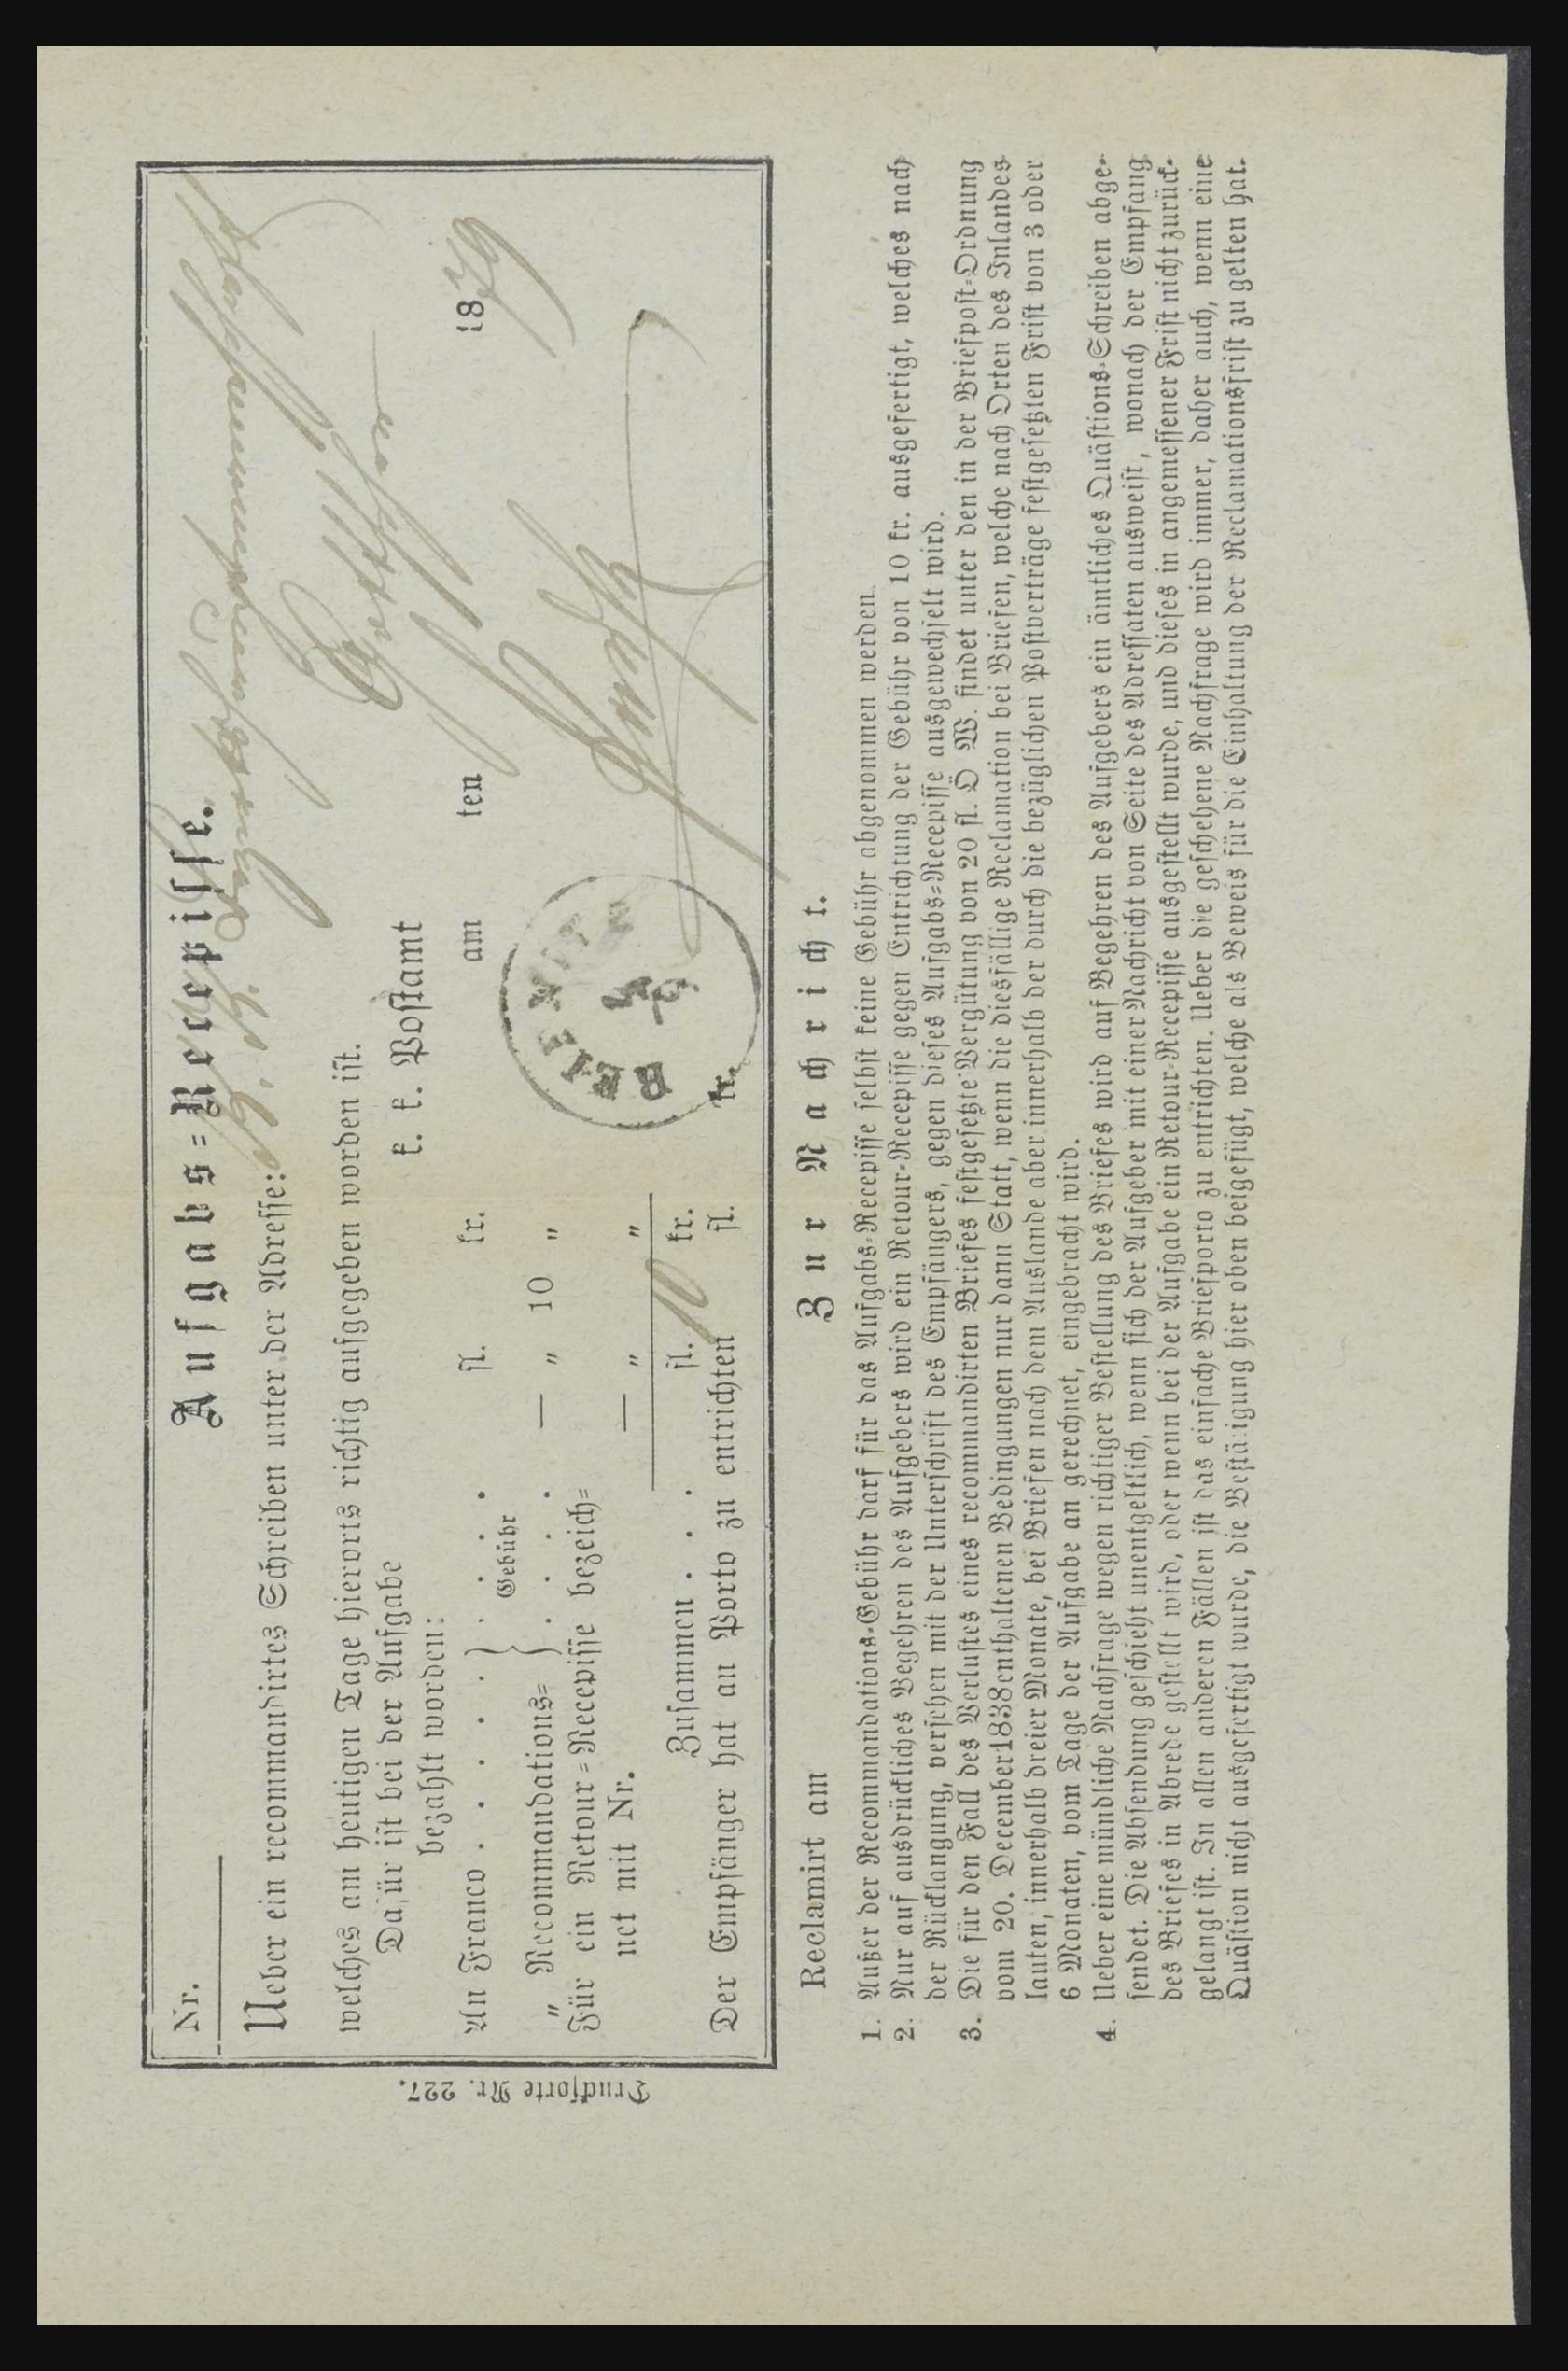 Nr.
Aufgabs=Recepisse.
Ueber ein recommandirtes Schreiben unter der Adresse:
welches am heutigen Tage hierorts richtig aufgegeben worden ist.
Dafür ist bei der Aufgabe
bezahlt worden:
k. k. Postamt
An Franco . . . . . } . . . . fl. kr.
am ten 18
Gebühr
„ Recommandations= } . . . — „ 10 „
Für ein Retour=Recepisse bezeich=
net mit Nr. — „ „
Zusammen . . . fl. 10 kr.
Der Empfänger hat an Porto zu entrichten fl. kr.
Drucksorte Nr. 227.
Reclamirt am
Zur Nachricht.
1. Außer der Recommandations-Gebühr darf für das Aufgabs-Recepisse selbst keine Gebühr abgenommen werden.
2. Nur auf ausdrückliches Begehren des Aufgebers wird ein Retour-Recepisse gegen Entrichtung der Gebühr von 10 kr. ausgefertigt, welches nach
der Rücklangung, versehen mit der Unterschrift des Empfängers, gegen dieses Aufgabs=Recepisse ausgewechselt wird.
3. Die für den Fall des Verlustes eines recommandirten Briefes festgesetzte Vergütung von 20 fl. Ö W. findet unter den in der Briefpost=Ordnung
vom 20. December 1838 enthaltenen Bedingungen nur dann Statt, wenn die diesfällige Reclamation bei Briefen, welche nach Orten des Inlandes
lauten, innerhalb dreier Monate, bei Briefen nach dem Auslande aber innerhalb der durch die bezüglichen Postverträge festgesetzten Frist von 3 oder
6 Monaten, vom Tage der Aufgabe an gerechnet, eingebracht wird.
4. Ueber eine mündliche Nachfrage wegen richtiger Bestellung des Briefes wird auf Begehren des Aufgebers ein ämtliches Quästions-Schreiben abge-
sendet. Die Absendung geschieht unentgeltlich, wenn sich der Aufgeber mit einer Nachricht von Seite des Adressaten ausweist, wonach der Empfang
des Briefes in Abrede gestellt wird, oder wenn bei der Aufgabe ein Retour=Recepisse ausgestellt wurde, und dieses in angemessener Frist nicht zurück-
gelangt ist. In allen anderen Fällen ist das einfache Briefporto zu entrichten. Ueber die geschehene Nachfrage wird immer, daher auch, wenn eine
Quästion nicht ausgefertigt wurde, die Bestätigung hier oben beigefügt, welche als Beweis für die Einhaltung der Reclamationsfrist zu gelten hat.